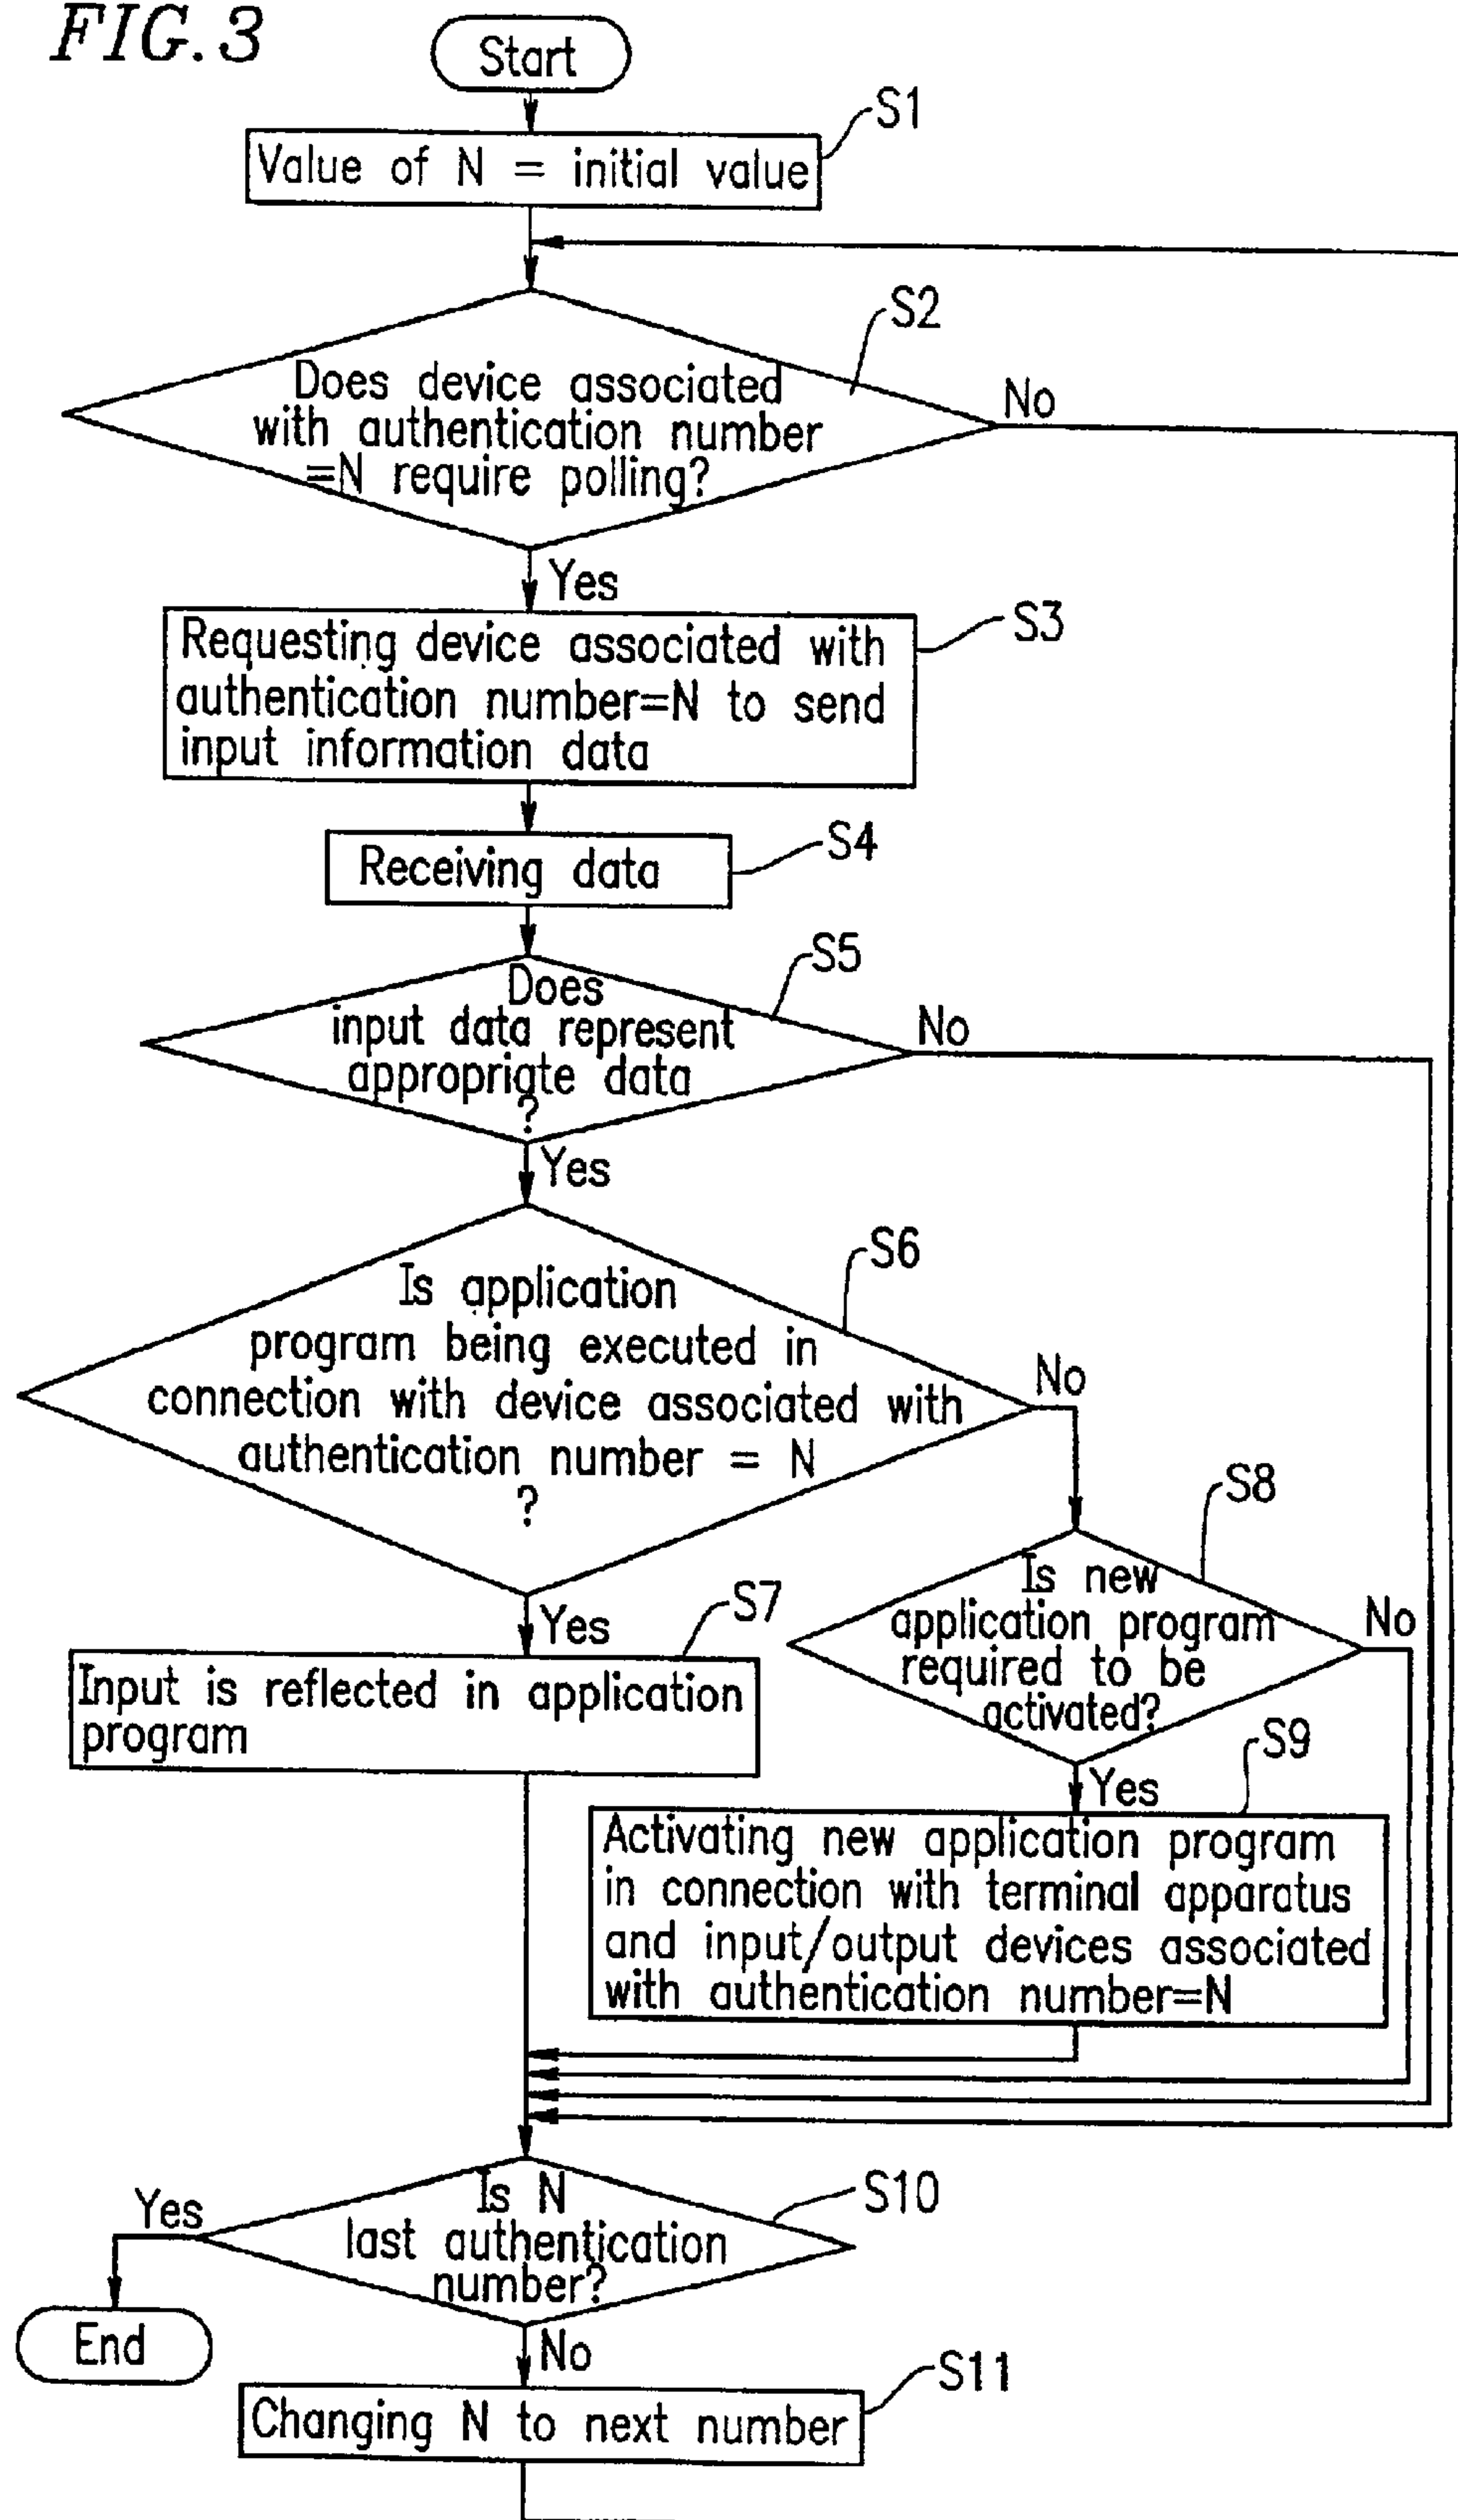 FIG.3
Start
S1
Value of N = initial value
S2
Does device associated
with authentication number
=N require polling?
No
Yes
S3
Requesting device associated with
authentication number=N to send
input information data
S4
Receiving data
S5
Does
input data represent
appropriate data
?
No
Yes
S6
Is application
program being executed in
connection with device associated with
authentication number = N
?
No
Yes
S7
Input is reflected in application
program
S8
Is new
application program
required to be
activated?
No
Yes
S9
Activating new application program
in connection with terminal apparatus
and input/output devices associated
with authentication number=N
S10
Is N
last authentication
number?
Yes
End
No
S11
Changing N to next number